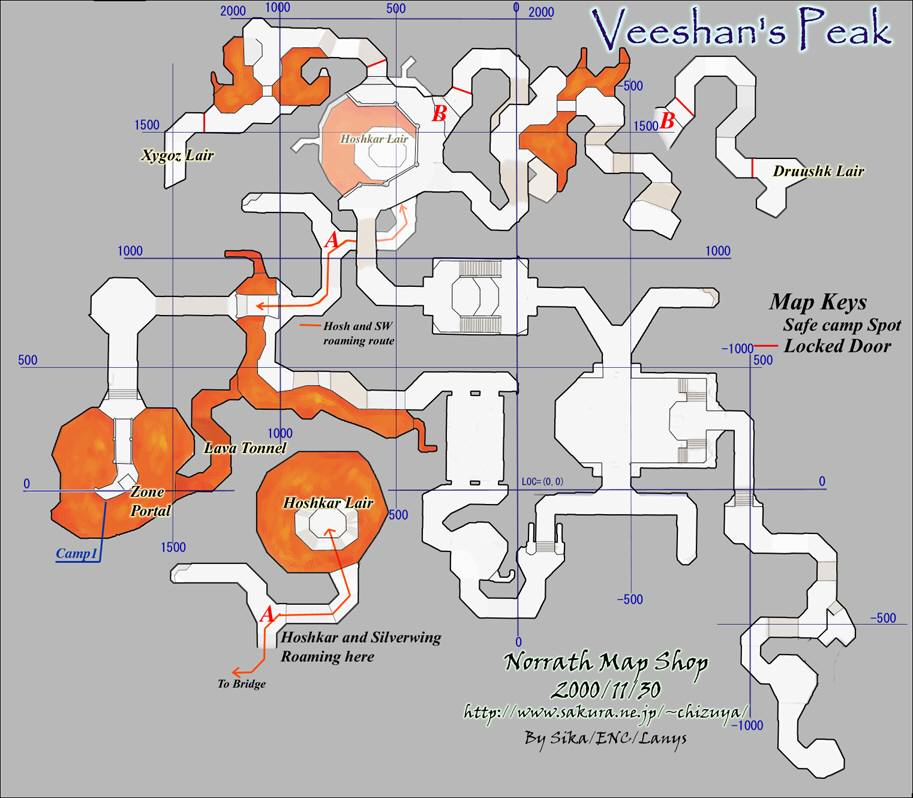 Veeshan's Peak
2000 1000 500 0 2000
-500
1500
1500
B
B
Hoshkar Lair
Xygoz Lair
Druushk Lair
A
1000
1000
Map Keys
Safe camp Spot
Locked Door
Hosh and SW
roaming route
-1000
500
500
1000
Lava Tonnel
0
Zone
Portal
LOC=(0,0)
0
Hoshkar Lair
500
Camp1
1500
-500
A
-500
Hoshkar and Silverwing
Roaming here
0
To Bridge
Norrath Map Shop
2000/11/30
http://www.sakura.ne.jp/~chizuya/
-1000
By Sika/ENC/Lanys